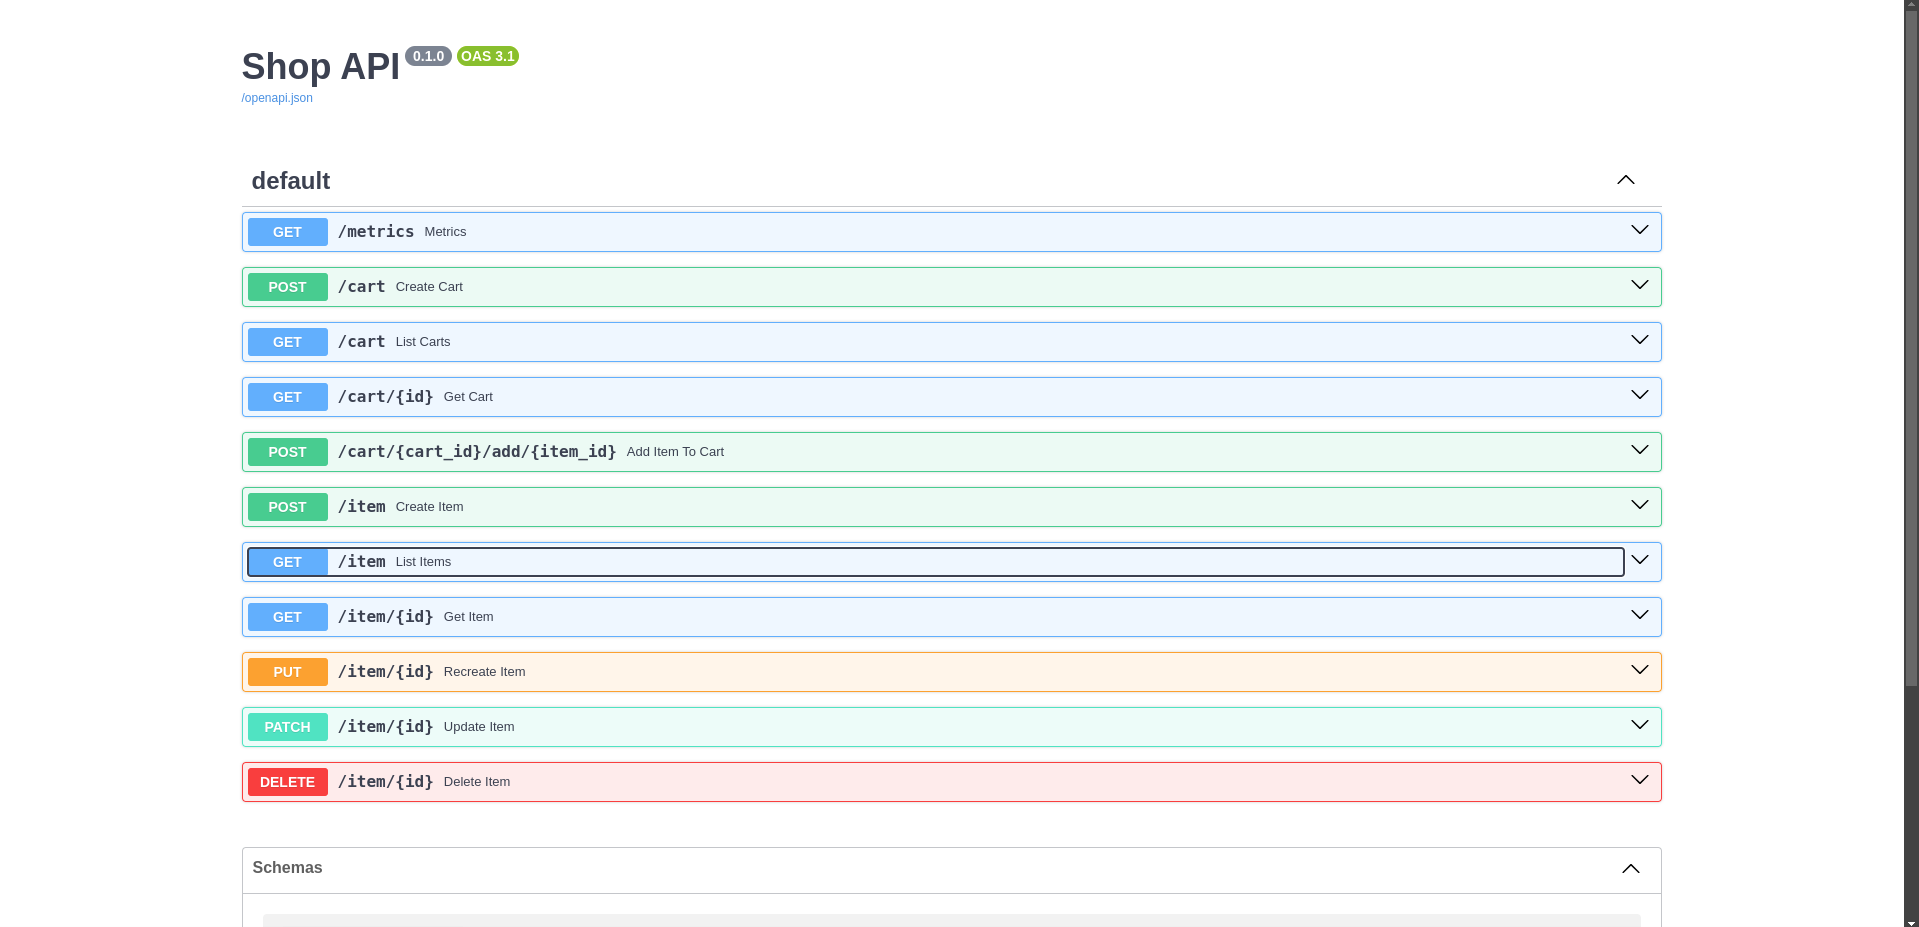 Shop API 0.1.0 OAS 3.1
/openapi.json
default
GET /metrics Metrics
POST /cart Create Cart
GET /cart List Carts
GET /cart/{id} Get Cart
POST /cart/{cart_id}/add/{item_id} Add Item To Cart
POST /item Create Item
GET /item List Items
GET /item/{id} Get Item
PUT /item/{id} Recreate Item
PATCH /item/{id} Update Item
DELETE /item/{id} Delete Item
Schemas